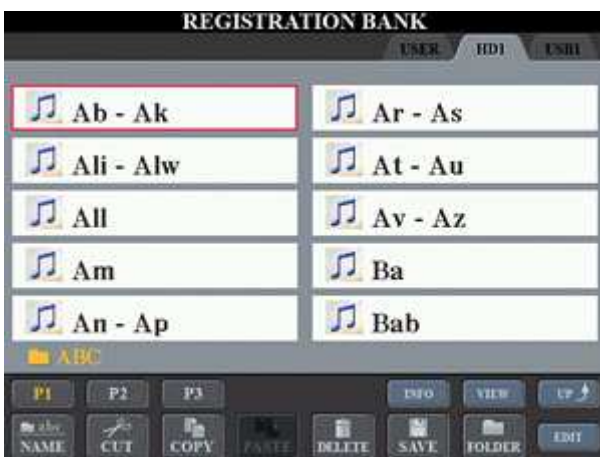 REGISTRATION BANK
USER HD1 USB1
Ab - Ak
Ali - Alw
All
Am
An - Ap
Ar - As
At - Au
Av - Az
Ba
Bab
ABC
P1 P2 P3 INFO VIEW UP
abc
NAME CUT COPY PASTE DELETE SAVE FOLDER EDIT